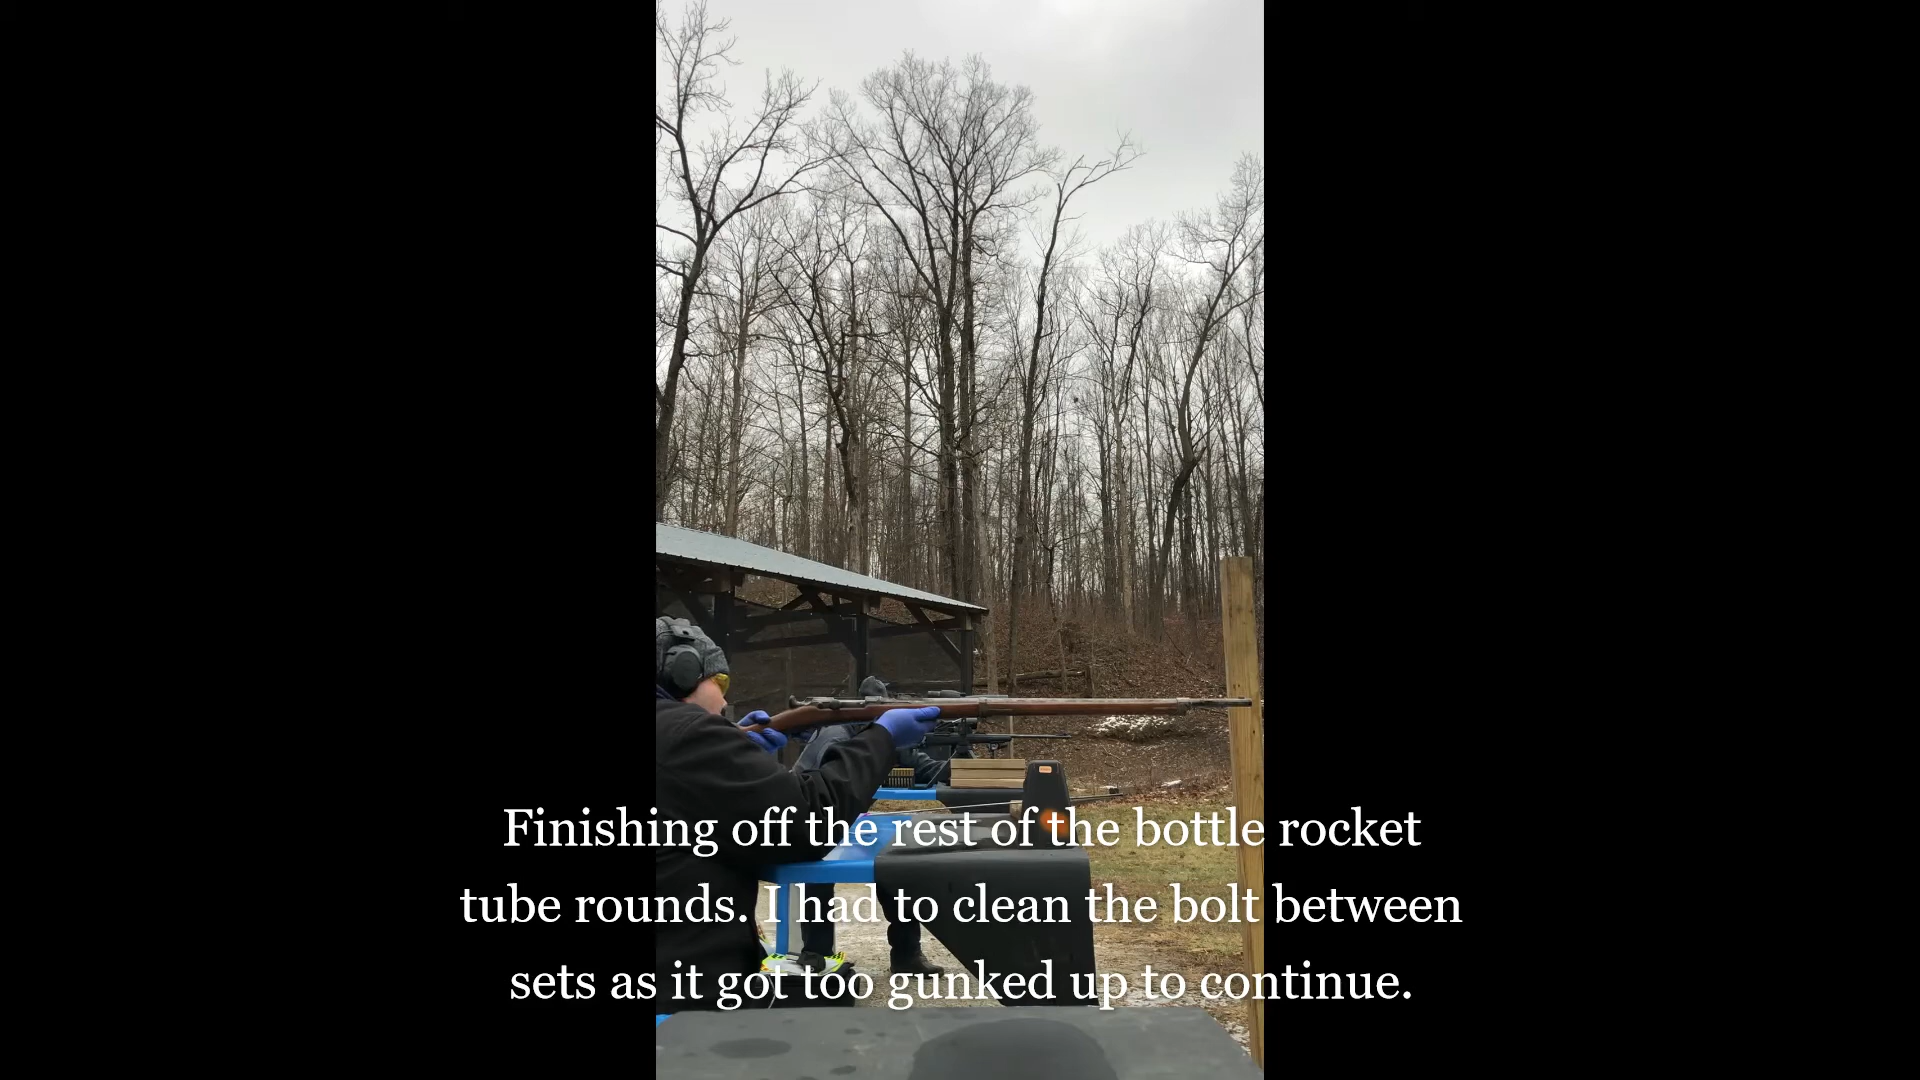 Finishing off the rest of the bottle rocket
tube rounds. I had to clean the bolt between
sets as it got too gunked up to continue.